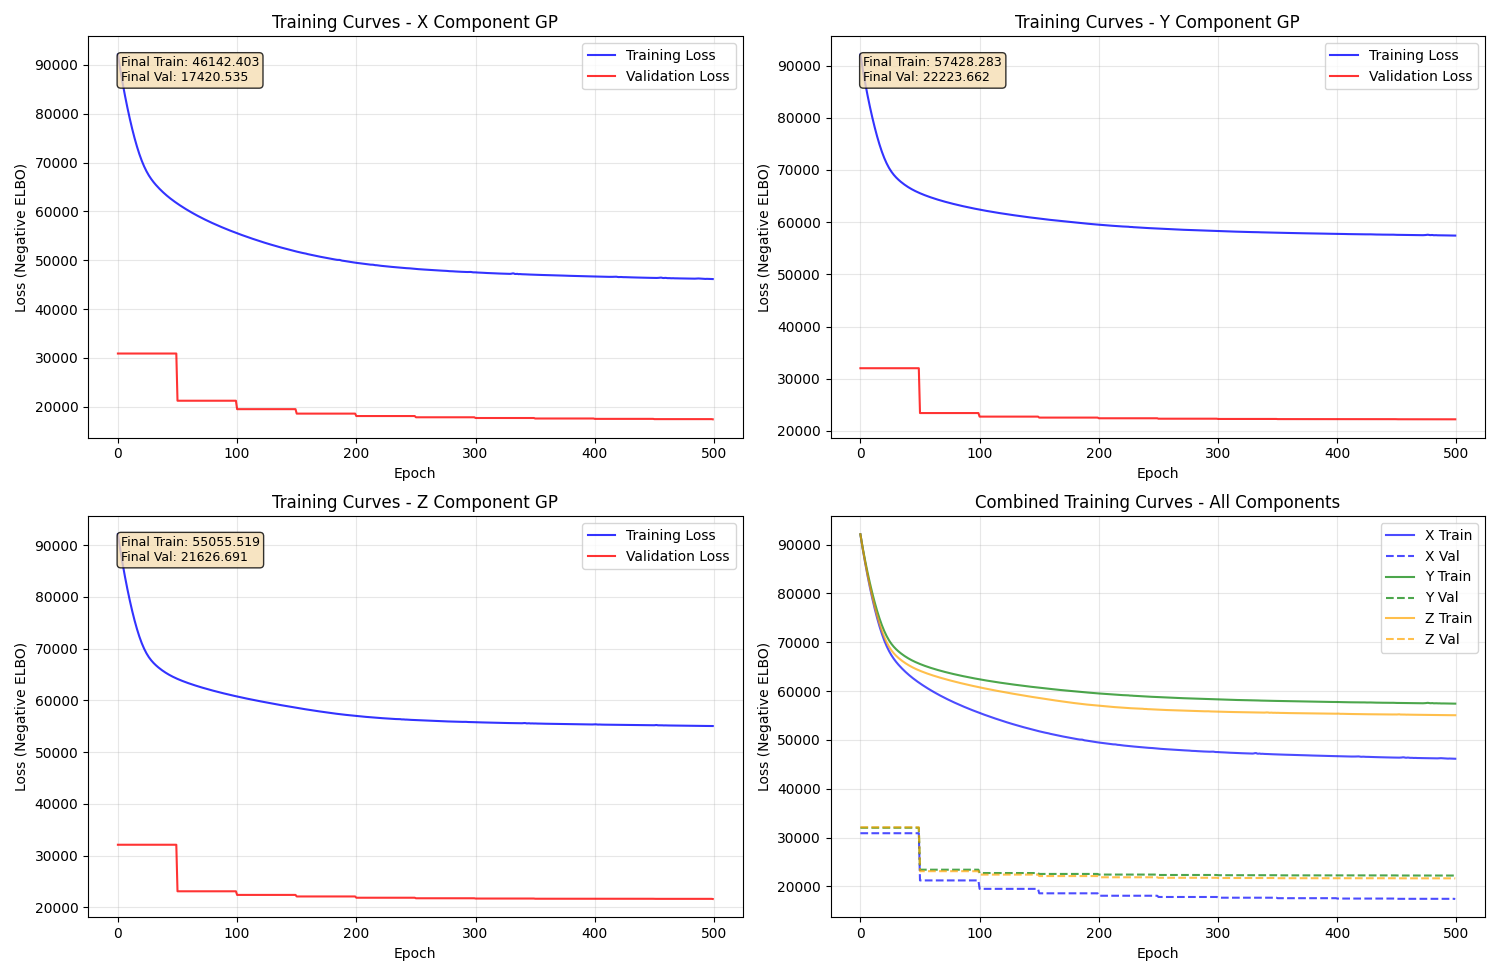 Training Curves - X Component GP
Final Train: 46142.403
Final Val: 17420.535
Training Loss
Validation Loss
Loss (Negative ELBO)
90000
80000
70000
60000
50000
40000
30000
20000
0
100
200
300
400
500
Epoch
Training Curves - Y Component GP
Final Train: 57428.283
Final Val: 22223.662
Training Loss
Validation Loss
Loss (Negative ELBO)
90000
80000
70000
60000
50000
40000
30000
20000
0
100
200
300
400
500
Epoch
Training Curves - Z Component GP
Final Train: 55055.519
Final Val: 21626.691
Training Loss
Validation Loss
Loss (Negative ELBO)
90000
80000
70000
60000
50000
40000
30000
20000
0
100
200
300
400
500
Epoch
Combined Training Curves - All Components
X Train
X Val
Y Train
Y Val
Z Train
Z Val
Loss (Negative ELBO)
90000
80000
70000
60000
50000
40000
30000
20000
0
100
200
300
400
500
Epoch